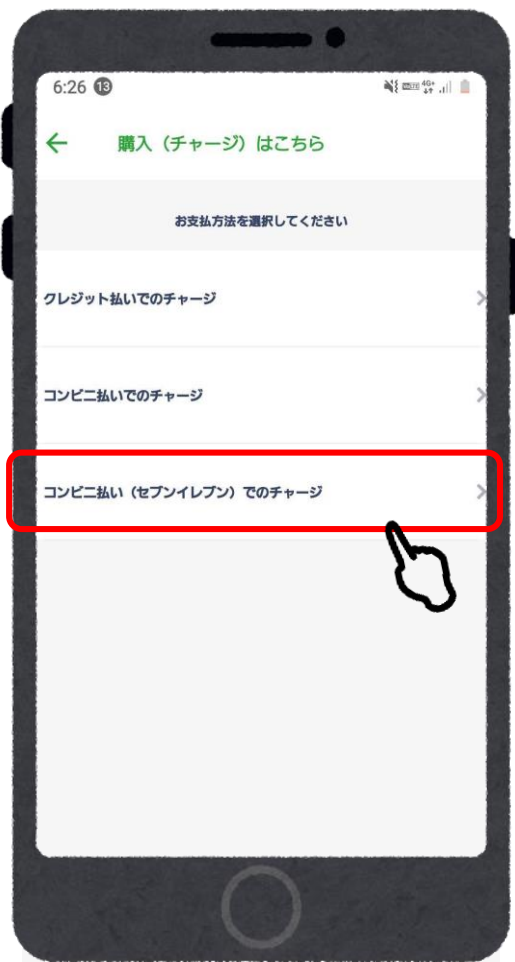 6:26 13
4G+
購入（チャージ）はこちら
お支払方法を選択してください
クレジット払いでのチャージ
コンビニ払いでのチャージ
コンビニ払い（セブンイレブン）でのチャージ